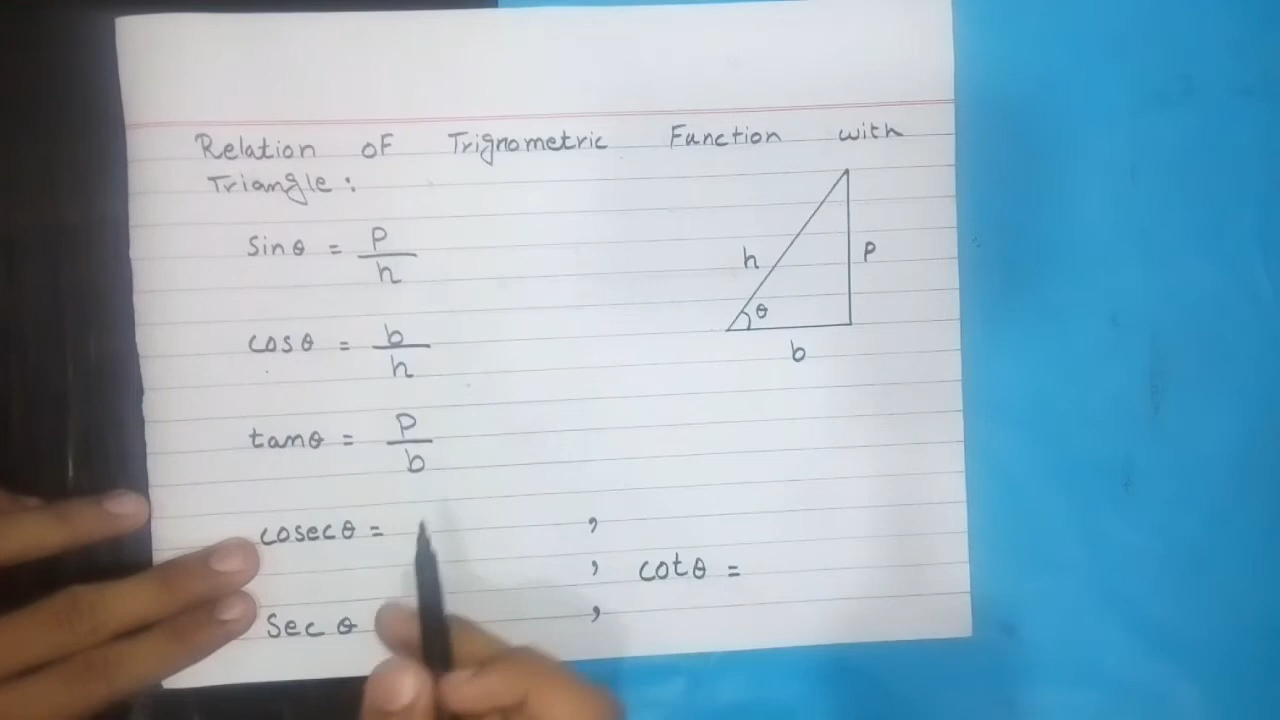 Relation oF Trignometric Function with
Triangle:
sinθ = P/h
cosθ = b/h
tanθ = P/b
cosecθ = ,
, cotθ =
Sec θ ,
h
P
θ
b